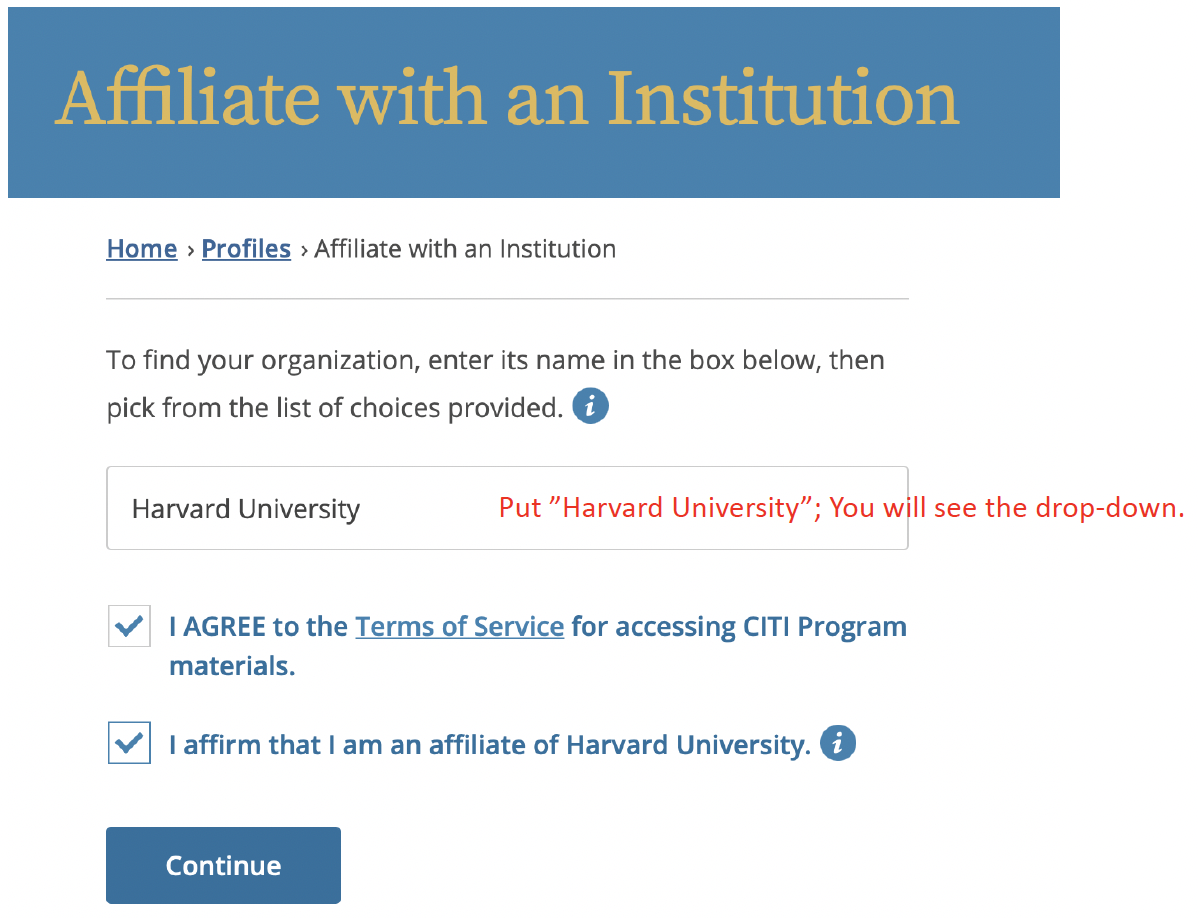 Affiliate with an Institution
Home › Profiles › Affiliate with an Institution
To find your organization, enter its name in the box below, then
pick from the list of choices provided. i
Harvard University Put ”Harvard University”; You will see the drop-down.
I AGREE to the Terms of Service for accessing CITI Program
materials.
I affirm that I am an affiliate of Harvard University. i
Continue